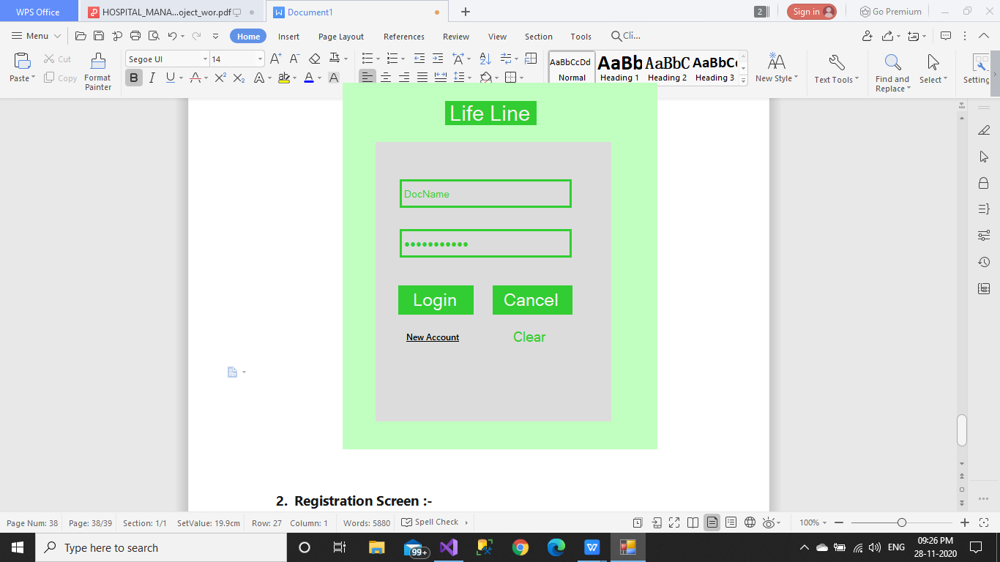 WPS Office
HOSPITAL_MANA...oject_wor.pdf
Document1
2
Sign in
Go Premium
Menu
Home
Insert
Page Layout
References
Review
View
Section
Tools
Cli...
Paste
Cut
Copy
Format
Painter
Segoe UI
14
AaBbCcDd
Normal
AaBb
Heading 1
AaBbC
Heading 2
AaBbCc
Heading 3
New Style
Text Tools
Find and
Replace
Select
Setting
Life Line
DocName
Login
Cancel
New Account
Clear
2. Registration Screen :-
Page Num: 38
Page: 38/39
Section: 1/1
SetValue: 19.9cm
Row: 27
Column: 1
Words: 5880
Spell Check
100%
Type here to search
99+
ENG
09:26 PM
28-11-2020